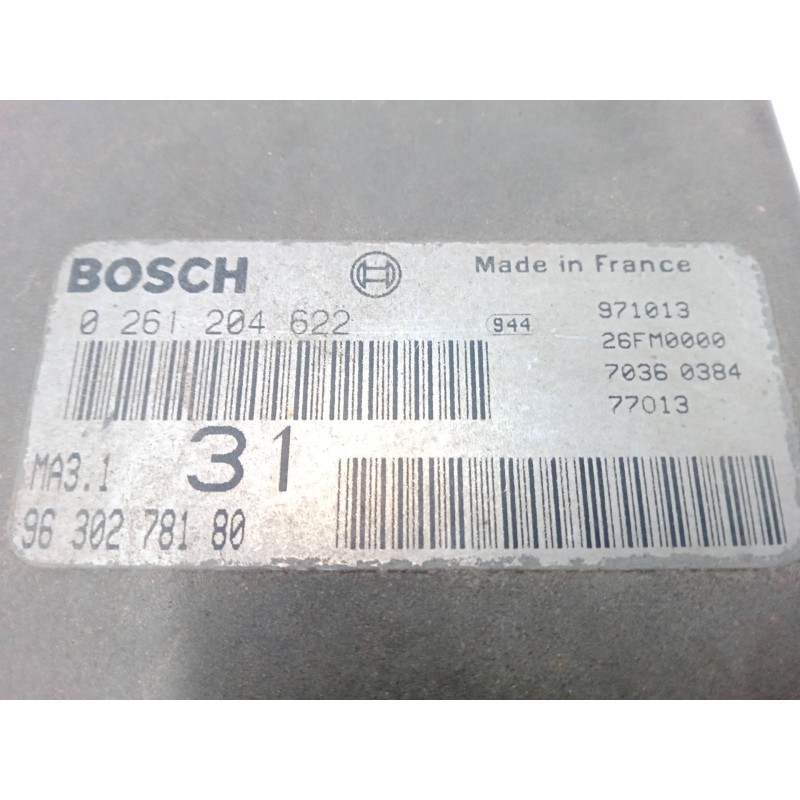 BOSCH
Made in France
0 261 204 622
944
971013
26FM0000
7036 0384
77013
MA3.1
31
96 302 781 80